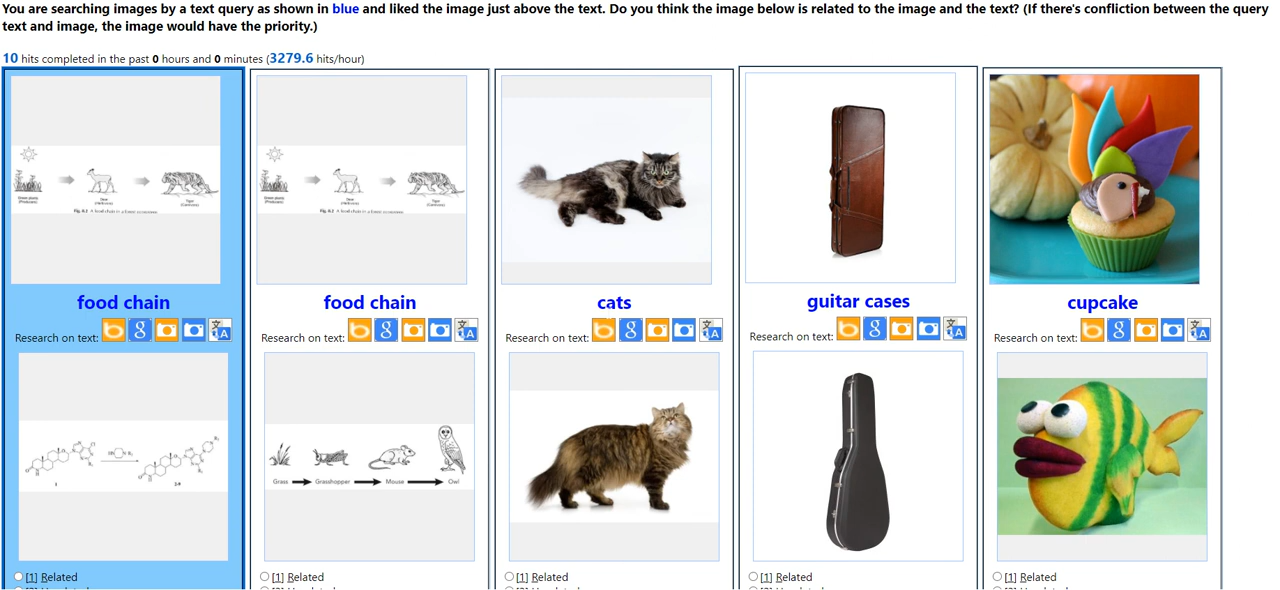 You are searching images by a text query as shown in blue and liked the image just above the text. Do you think the image below is related to the image and the text? (If there's confliction between the query
text and image, the image would have the priority.)
10 hits completed in the past 0 hours and 0 minutes (3279.6 hits/hour)
food chain
Research on text:
[1] Related
food chain
Research on text:
Grass Grasshopper Mouse Owl
[1] Related
cats
Research on text:
[1] Related
guitar cases
Research on text:
[1] Related
cupcake
Research on text:
[1] Related